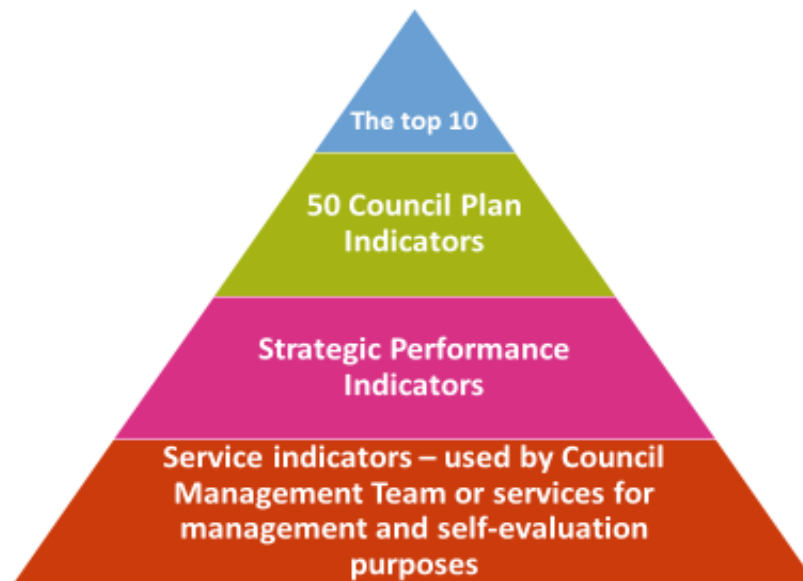 The top 10
50 Council Plan
Indicators
Strategic Performance
Indicators
Service indicators – used by Council
Management Team or services for
management and self-evaluation
purposes